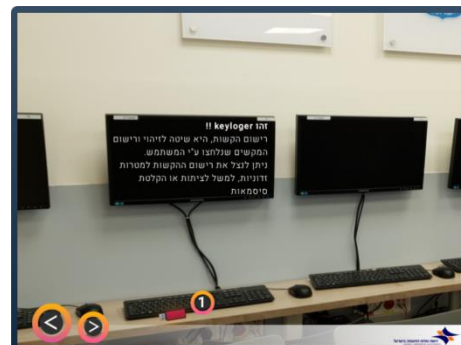 זהו keyloger !!
רישום הקשות, היא שיטה לזיהוי ורישום
המקשים שנלחצו ע"י המשתמש.
ניתן לנצל את רישום ההקשות למטרות
זדוניות, למשל לציתות או הקלטת
סיסמאות
1